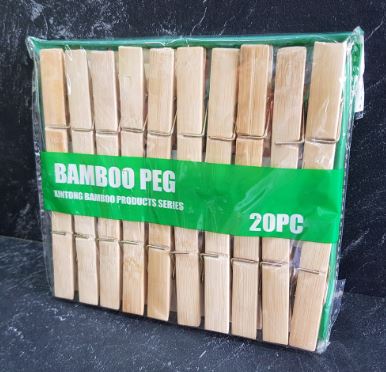 BAMBOO PEG
XINTONG BAMBOO PRODUCTS SERIES
20PC